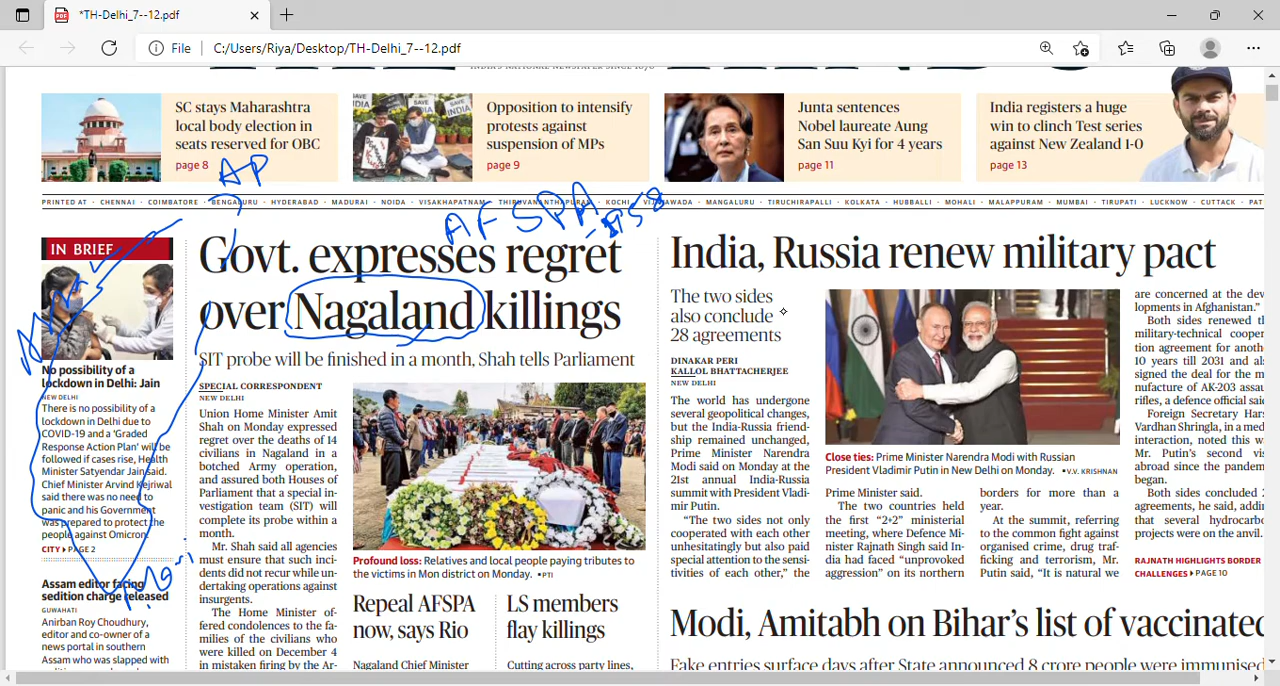 *TH-Delhi_7--12.pdf
File
C:/Users/Riya/Desktop/TH-Delhi_7--12.pdf
INDIA'S NATIONAL NEWSPAPER SINCE 1878
SC stays Maharashtra
local body election in
seats reserved for OBC
page 8
SAVE
INDIA
Opposition to intensify
protests against
suspension of MPs
page 9
Junta sentences
Nobel laureate Aung
San Suu Kyi for 4 years
page 11
India registers a huge
win to clinch Test series
against New Zealand 1-0
page 13
AP
PRINTED AT • CHENNAI • COIMBATORE • BENGALURU • HYDERABAD • MADURAI • NOIDA • VISAKHAPATNAM • THIRUVANANTHAPURAM • KOCHI • VIJAYAWADA • MANGALURU • TIRUCHIRAPALLI • KOLKATA • HUBBALLI • MOHALI • MALAPPURAM • MUMBAI • TIRUPATI • LUCKNOW • CUTTACK • PAT
AFSPA - 1958
IN BRIEF
No possibility of a
lockdown in Delhi: Jain
NEW DELHI
There is no possibility of a
lockdown in Delhi due to
COVID-19 and a 'Graded
Response Action Plan' will be
followed if cases rise, Health
Minister Satyendar Jain said.
Chief Minister Arvind Kejriwal
said there was no need to
panic and his Government
was prepared to protect the
people against Omicron.
CITY PAGE 2
Assam editor facing
sedition charge released
GUWAHATI
Anirban Roy Choudhury,
editor and co-owner of a
news portal in southern
Assam who was slapped with
Govt. expresses regret
over Nagaland killings
SIT probe will be finished in a month, Shah tells Parliament
SPECIAL CORRESPONDENT
NEW DELHI
Union Home Minister Amit
Shah on Monday expressed
regret over the deaths of 14
civilians in Nagaland in a
botched Army operation,
and assured both Houses of
Parliament that a special in-
vestigation team (SIT) will
complete its probe within a
month.
Mr. Shah said all agencies
must ensure that such inci-
dents did not recur while un-
dertaking operations against
insurgents.
The Home Minister of-
fered condolences to the fa-
milies of the civilians who
were killed on December 4
in mistaken firing by the Ar-
Profound loss: Relatives and local people paying tributes to
the victims in Mon district on Monday. • PTI
Repeal AFSPA
now, says Rio
Nagaland Chief Minister
LS members
flay killings
Cutting across party lines,
India, Russia renew military pact
The two sides
also conclude
28 agreements
DINAKAR PERI
KALLOL BHATTACHERJEE
NEW DELHI
The world has undergone
several geopolitical changes,
but the India-Russia friend-
ship remained unchanged,
Prime Minister Narendra
Modi said on Monday at the
21st annual India-Russia
summit with President Vladi-
mir Putin.
“The two sides not only
cooperated with each other
unhesitatingly but also paid
special attention to the sensi-
tivities of each other,” the
Close ties: Prime Minister Narendra Modi with Russian
President Vladimir Putin in New Delhi on Monday. • V.V. KRISHNAN
Prime Minister said.
The two countries held
the first “2+2” ministerial
meeting, where Defence Mi-
nister Rajnath Singh said In-
dia had faced “unprovoked
aggression” on its northern
borders for more than a
year.
At the summit, referring
to the common fight against
organised crime, drug traf-
ficking and terrorism, Mr.
Putin said, “It is natural we
are concerned at the dev
lopments in Afghanistan.”
Both sides renewed th
military-technical cooper
tion agreement for anoth
10 years till 2031 and als
signed the deal for the m
nufacture of AK-203 assau
rifles, a defence official said
Foreign Secretary Hars
Vardhan Shringla, in a med
interaction, noted this wa
Mr. Putin's second vis
abroad since the pandem
began.
Both sides concluded 2
agreements, he said, addin
that several hydrocarbo
projects were on the anvil.
RAJNATH HIGHLIGHTS BORDER
CHALLENGES PAGE 10
Modi, Amitabh on Bihar's list of vaccinated
Fake entries surface days after State announced 8 crore people were immunised